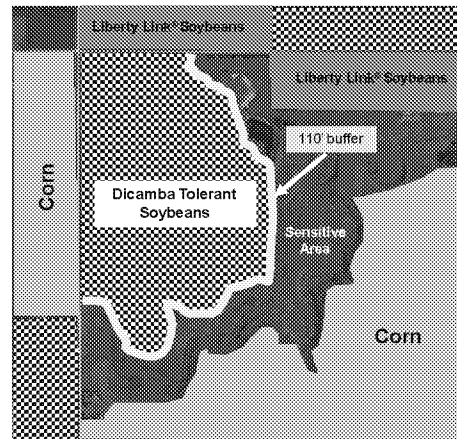 Liberty Link® Soybeans
Liberty Link® Soybeans
110' buffer
Corn
Dicamba Tolerant
Soybeans
Sensitive
Area
Corn